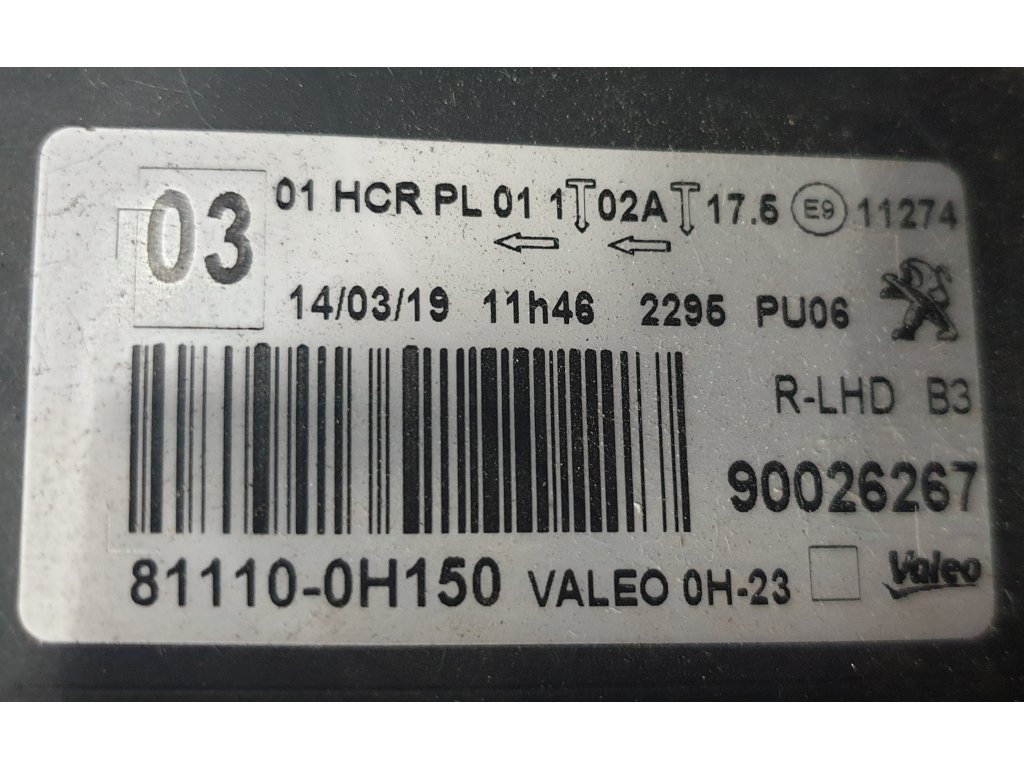 03
01 HCR PL 01 1 02A 17.5 E9 11274
14/03/19 11h46 2295 PU06
R-LHD B3
90026267
81110-0H150 VALEO 0H-23 Valeo